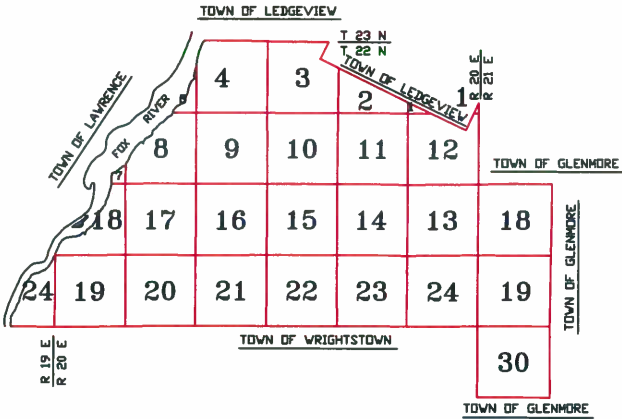 TOWN OF LEDGEVIEW
T 23 N
T 22 N
TOWN OF LEDGEVIEW
R 20 E
R 21 E
TOWN OF LAWRENCE
FOX RIVER
4 3 2 1 1
8 9 10 11 12
TOWN OF GLENMORE
7
18 17 16 15 14 13 18
TOWN OF GLENMORE
24 19 20 21 22 23 24 19
R 19 E
R 20 E
TOWN OF WRIGHTSTOWN
30
TOWN OF GLENMORE